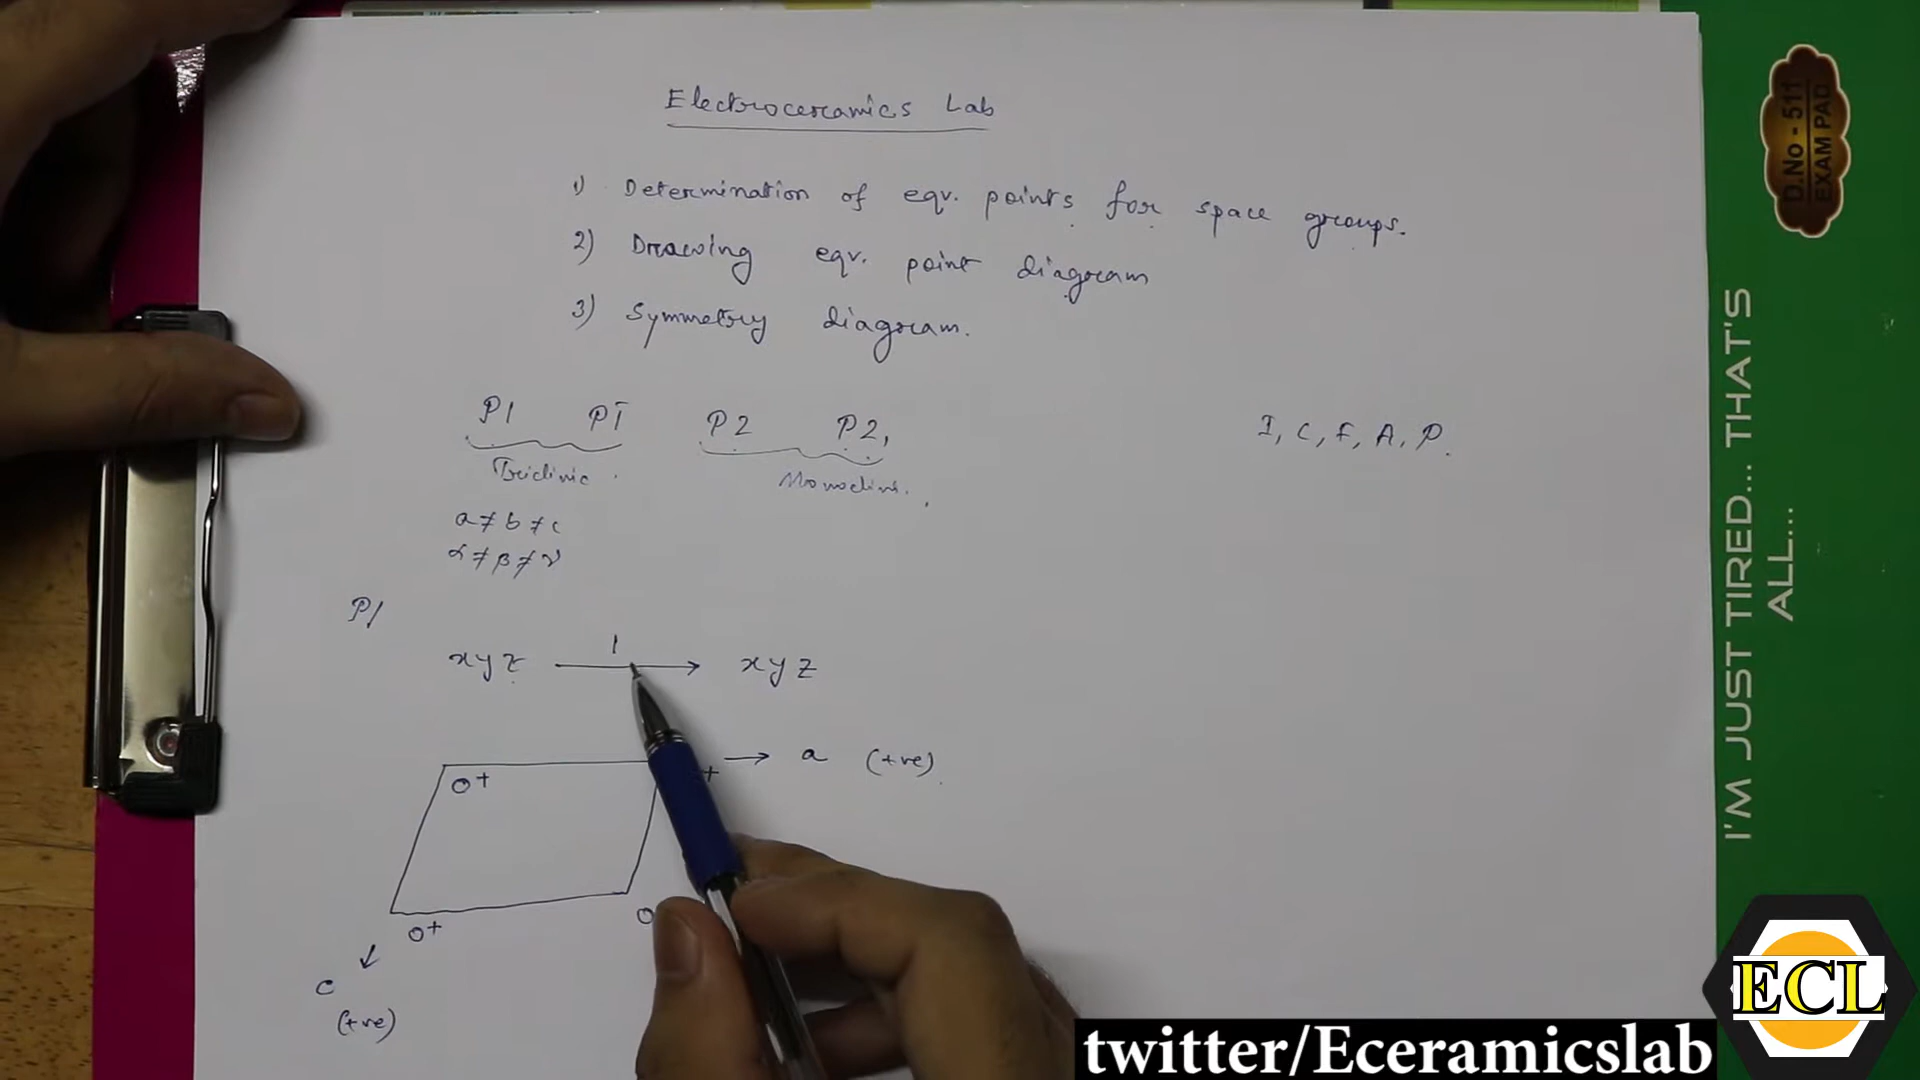 Electroceramics Lab
1) Determination of eqv. points for space groups.
2) Drawing eqv. point diagram
3) Symmetry diagram.
P1 P1̄ P2 P2₁
I, C, F, A, P.
Triclinic. Monoclinic.
a ≠ b ≠ c
α ≠ β ≠ γ
P1
1
xyz → xyz
→ a (+ve)
O+ +
O+ O
c
(+ve)
D.No - 511
EXAM PAD
I'M JUST TIRED... THAT'S
ALL...
ECL
twitter/Eceramicslab